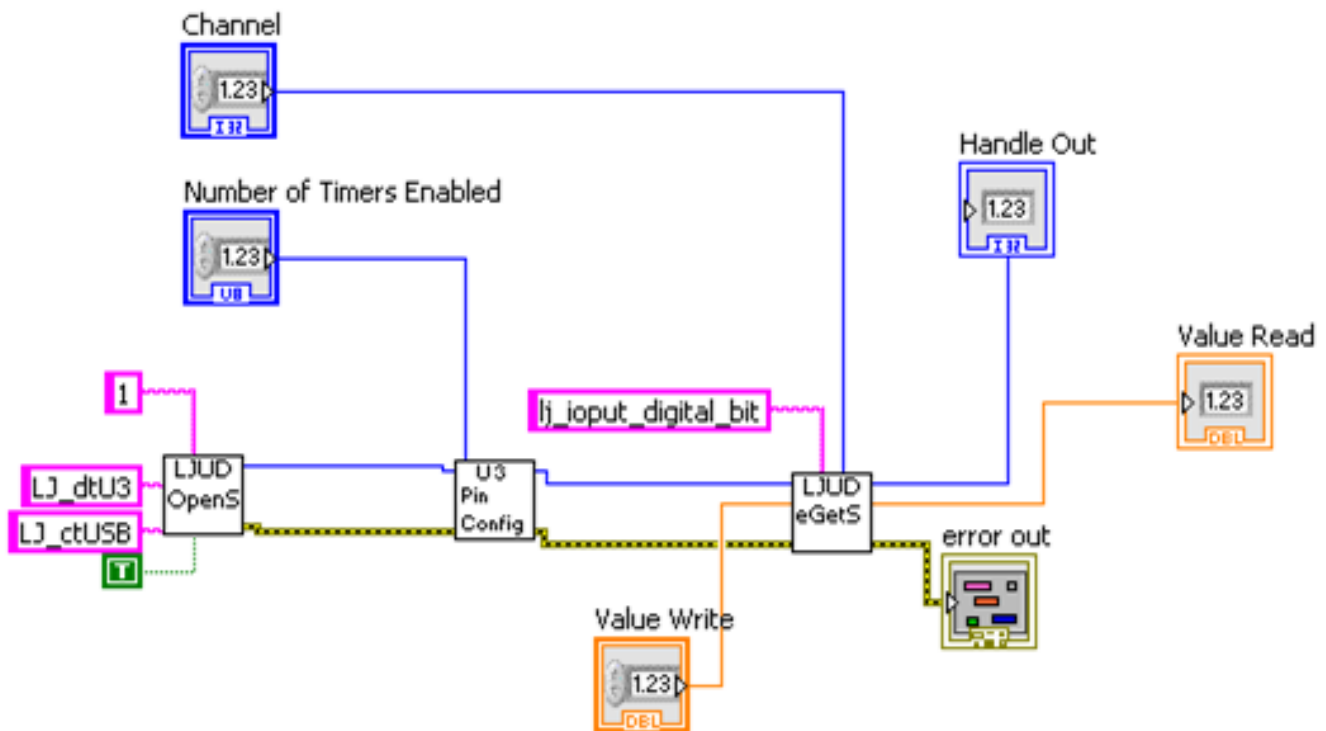 Channel
1.23
I32
Number of Timers Enabled
1.23
U8
Handle Out
1.23
I32
Value Read
1.23
DBL
1
lj_ioput_digital_bit
LJ_dtU3
LJ_ctUSB
T
LJUD
OpenS
U3
Pin
Config
LJUD
eGetS
error out
Value Write
1.23
DBL